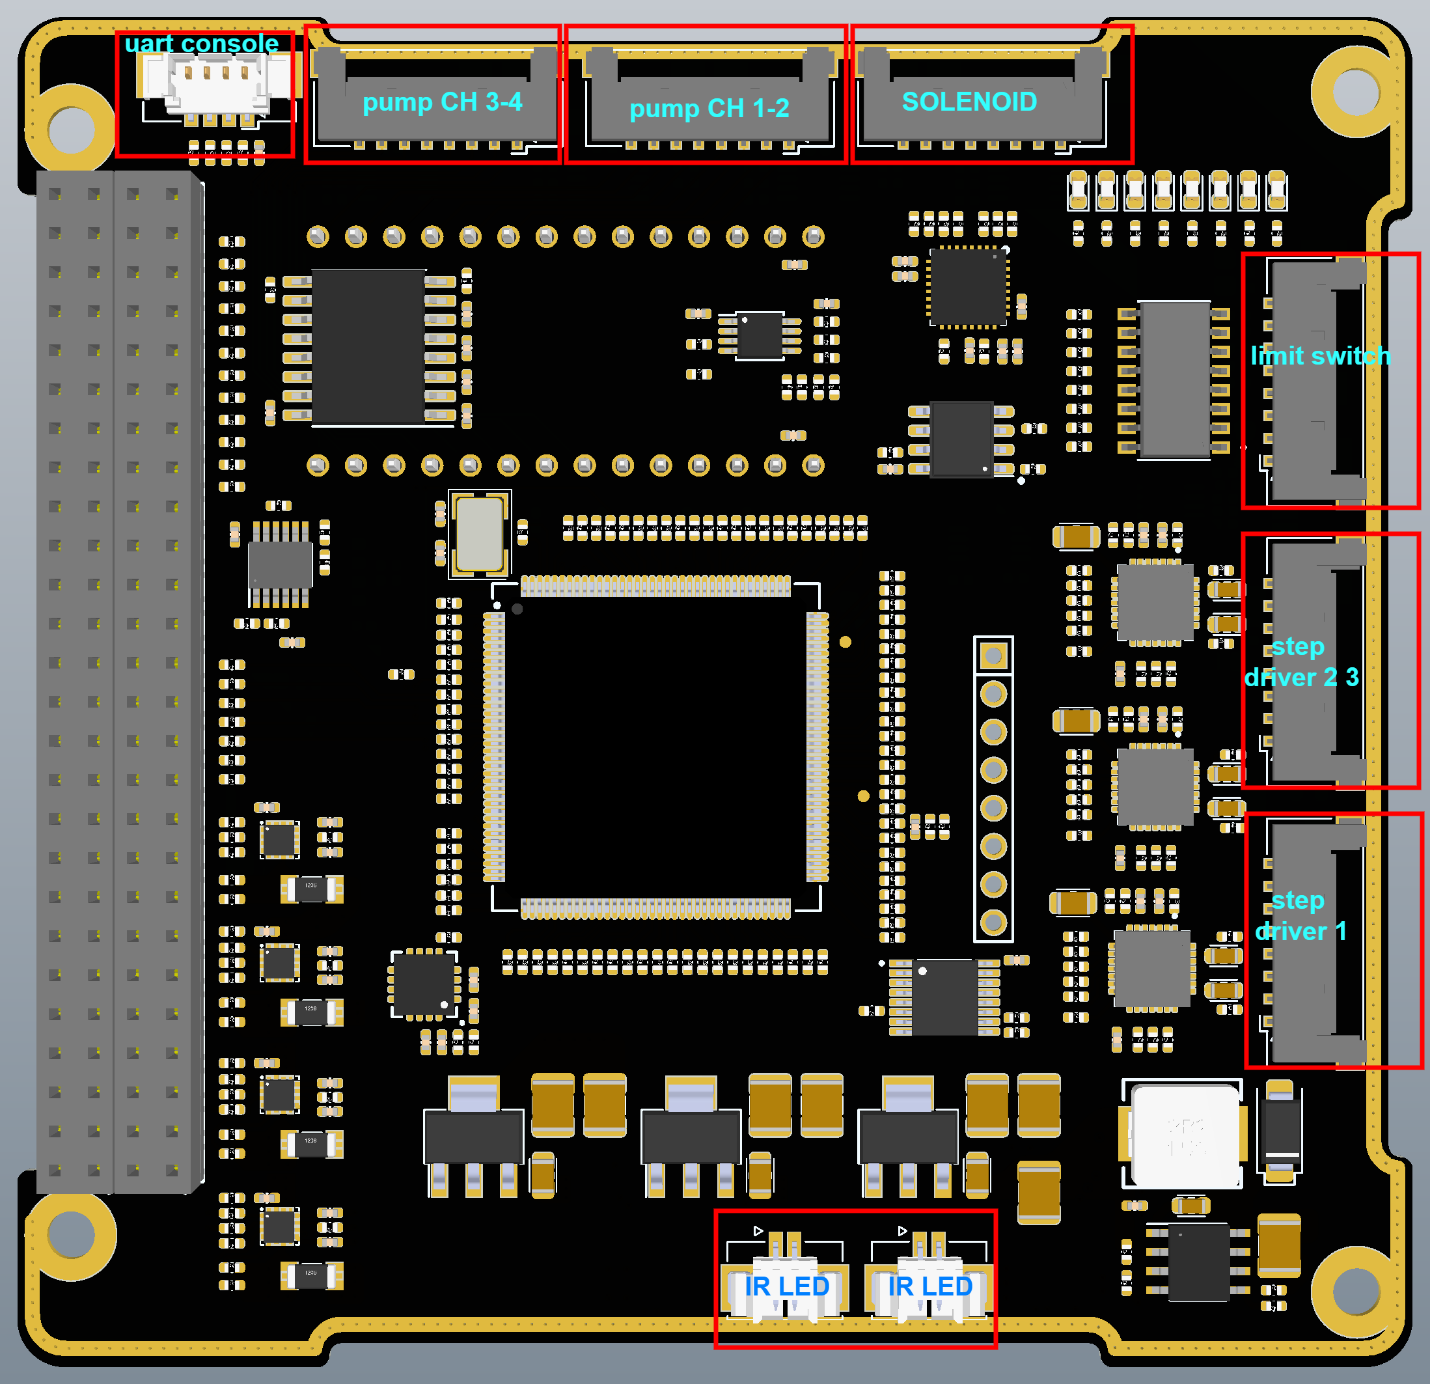 uart console
pump CH 3-4
pump CH 1-2
SOLENOID
limit switch
step
driver 2 3
step
driver 1
IR LED
IR LED